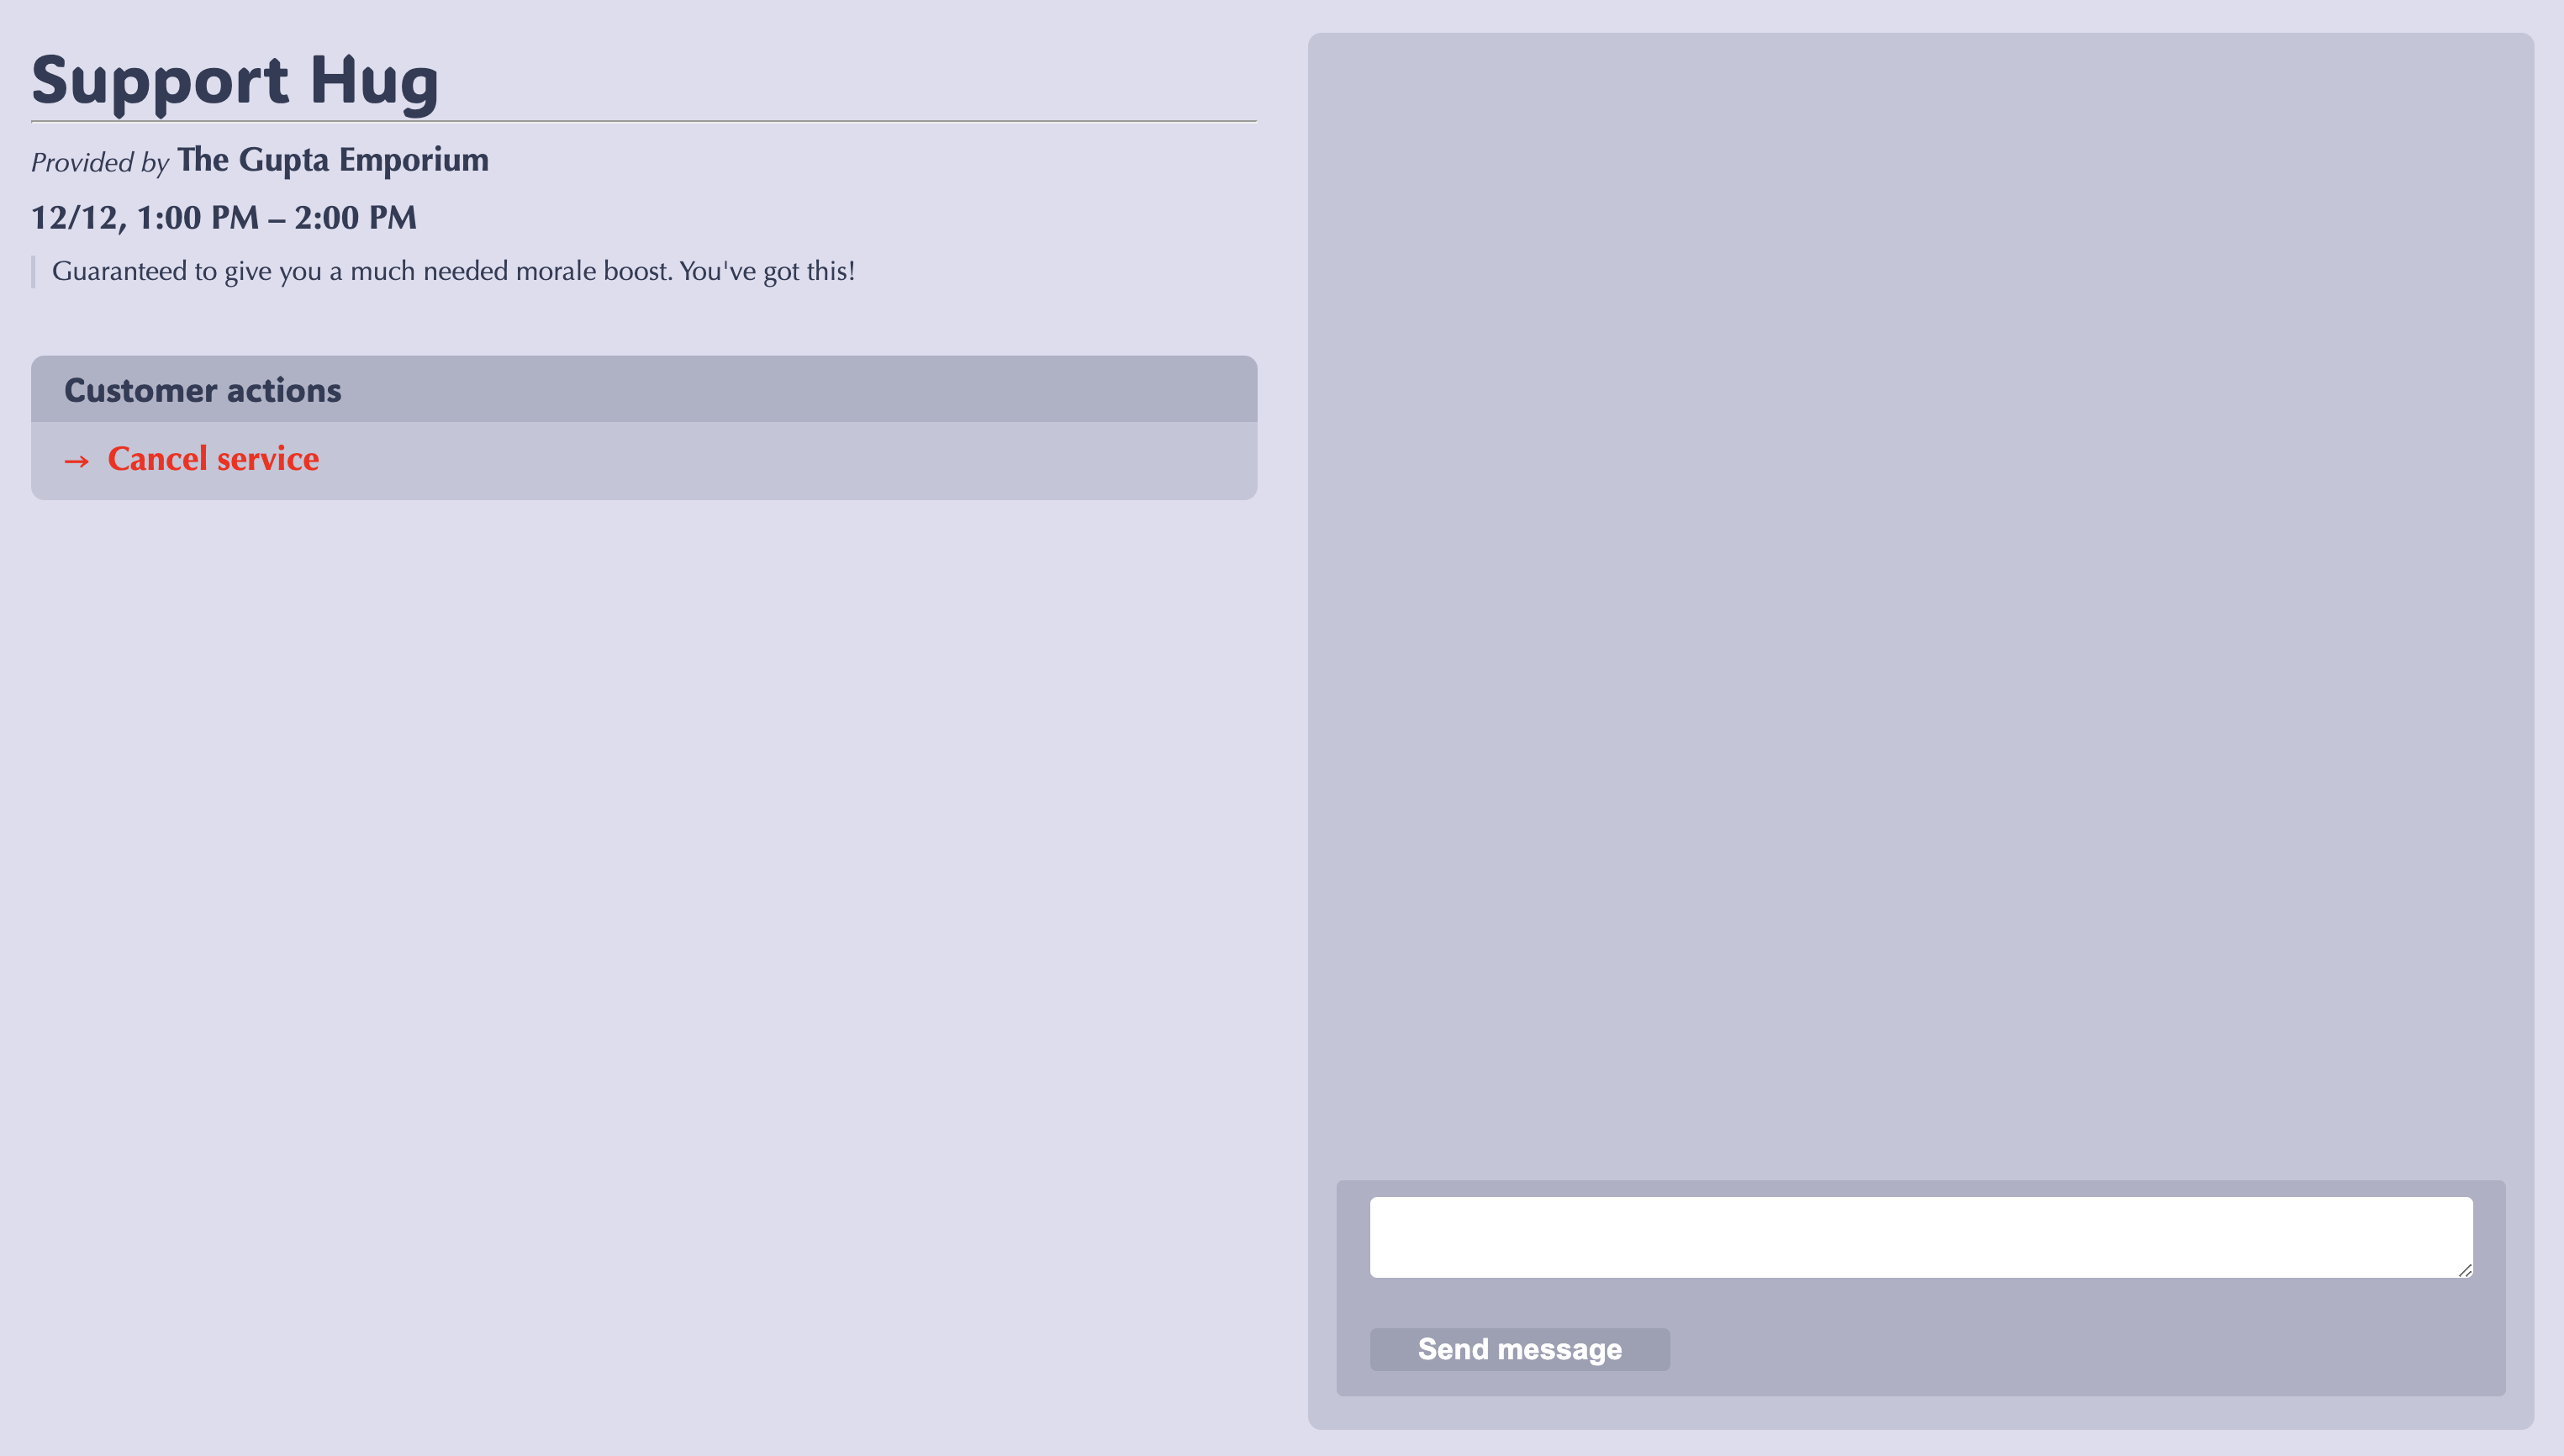 Support Hug
Provided by The Gupta Emporium
12/12, 1:00 PM – 2:00 PM
Guaranteed to give you a much needed morale boost. You've got this!
Customer actions
→ Cancel service
Send message